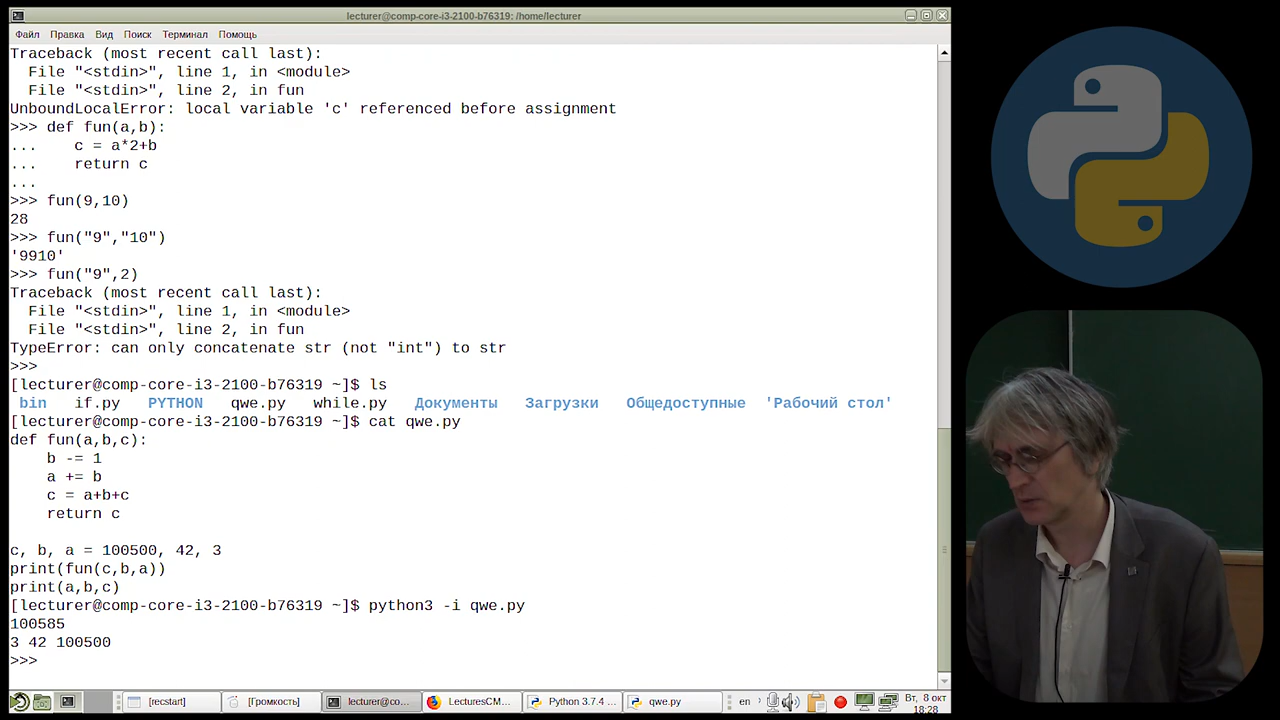 lecturer@comp-core-i3-2100-b76319: /home/lecturer
Файл Правка Вид Поиск Терминал Помощь
Traceback (most recent call last):
  File "<stdin>", line 1, in <module>
  File "<stdin>", line 2, in fun
UnboundLocalError: local variable 'c' referenced before assignment
>>> def fun(a,b):
...    c = a*2+b
...    return c
...
>>> fun(9,10)
28
>>> fun("9","10")
'9910'
>>> fun("9",2)
Traceback (most recent call last):
  File "<stdin>", line 1, in <module>
  File "<stdin>", line 2, in fun
TypeError: can only concatenate str (not "int") to str
>>>
[lecturer@comp-core-i3-2100-b76319 ~]$ ls
bin   if.py   PYTHON   qwe.py   while.py   Документы   Загрузки   Общедоступные  'Рабочий стол'
[lecturer@comp-core-i3-2100-b76319 ~]$ cat qwe.py
def fun(a,b,c):
    b -= 1
    a += b
    c = a+b+c
    return c
c, b, a = 100500, 42, 3
print(fun(c,b,a))
print(a,b,c)
[lecturer@comp-core-i3-2100-b76319 ~]$ python3 -i qwe.py
100585
3 42 100500
>>>
[recstart] [Громкость] lecturer@co... LecturesCM... Python 3.7.4 ... qwe.py en Вт, 8 окт
18:28